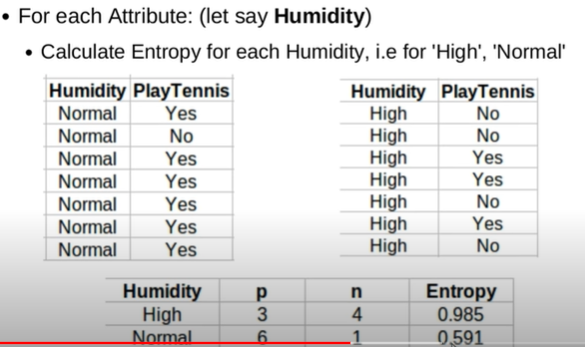 • For each Attribute: (let say Humidity)
• Calculate Entropy for each Humidity, i.e for 'High', 'Normal'
Humidity PlayTennis
Normal Yes
Normal No
Normal Yes
Normal Yes
Normal Yes
Normal Yes
Normal Yes
Humidity PlayTennis
High No
High No
High Yes
High Yes
High No
High Yes
High No
Humidity p n Entropy
High 3 4 0.985
Normal 6 1 0.591